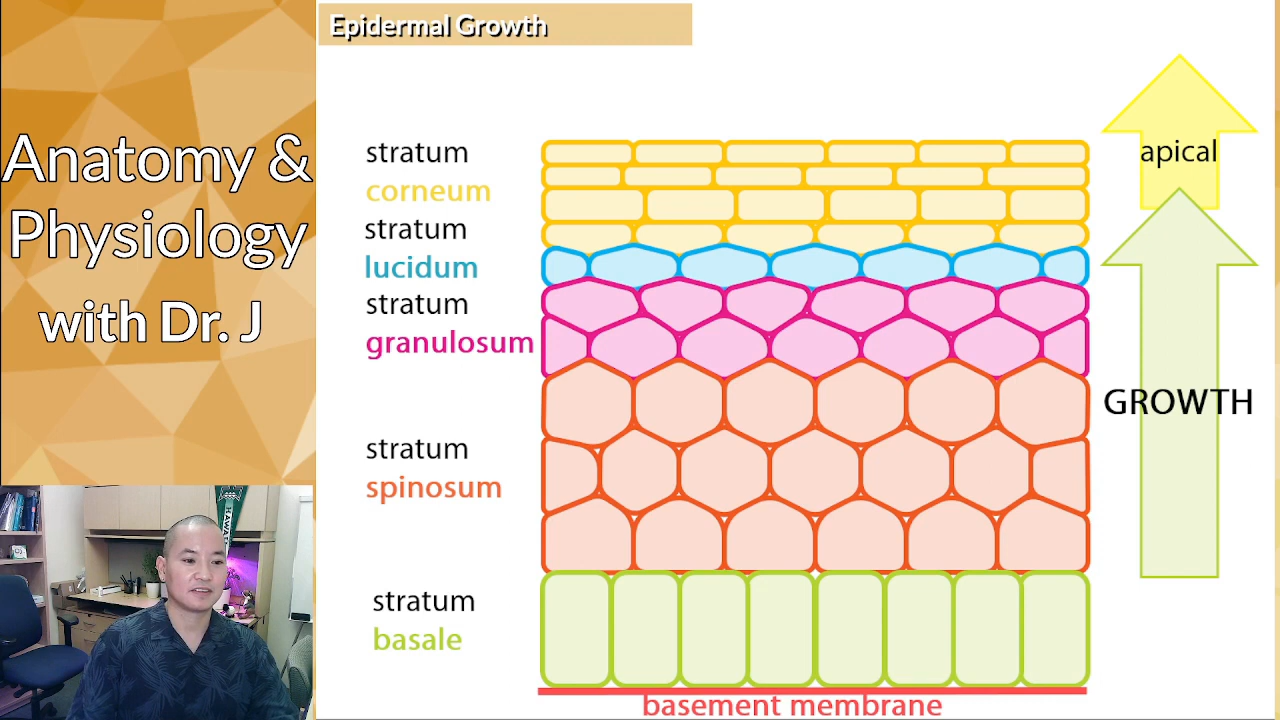 Epidermal Growth
Anatomy &
Physiology
with Dr. J
stratum
corneum
stratum
lucidum
stratum
granulosum
stratum
spinosum
stratum
basale
basement membrane
apical
GROWTH